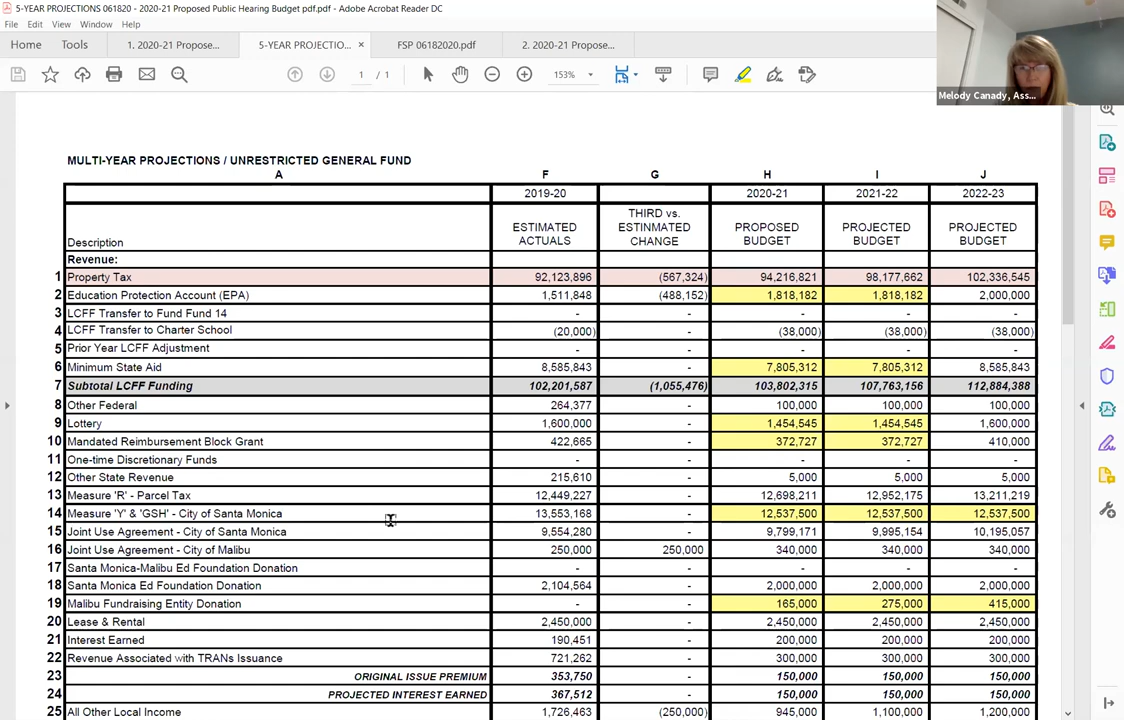 5-YEAR PROJECTIONS 061820 - 2020-21 Proposed Public Hearing Budget pdf.pdf - Adobe Acrobat Reader DC
File Edit View Window Help
Home Tools 1. 2020-21 Propose... 5-YEAR PROJECTIO... × FSP 06182020.pdf 2. 2020-21 Propose...
1 / 1 153%
Melody Canady, Ass...
MULTI-YEAR PROJECTIONS / UNRESTRICTED GENERAL FUND
A F G H I J
2019-20 2020-21 2021-22 2022-23
Description ESTIMATED ACTUALS THIRD vs. ESTINMATED CHANGE PROPOSED BUDGET PROJECTED BUDGET PROJECTED BUDGET
Revenue:
1 Property Tax 92,123,896 (567,324) 94,216,821 98,177,662 102,336,545
2 Education Protection Account (EPA) 1,511,848 (488,152) 1,818,182 1,818,182 2,000,000
3 LCFF Transfer to Fund Fund 14 - - - - -
4 LCFF Transfer to Charter School (20,000) - (38,000) (38,000) (38,000)
5 Prior Year LCFF Adjustment - - - - -
6 Minimum State Aid 8,585,843 - 7,805,312 7,805,312 8,585,843
7 Subtotal LCFF Funding 102,201,587 (1,055,476) 103,802,315 107,763,156 112,884,388
8 Other Federal 264,377 - 100,000 100,000 100,000
9 Lottery 1,600,000 - 1,454,545 1,454,545 1,600,000
10 Mandated Reimbursement Block Grant 422,665 - 372,727 372,727 410,000
11 One-time Discretionary Funds - - - - -
12 Other State Revenue 215,610 - 5,000 5,000 5,000
13 Measure 'R' - Parcel Tax 12,449,227 - 12,698,211 12,952,175 13,211,219
14 Measure 'Y' & 'GSH' - City of Santa Monica 13,553,168 - 12,537,500 12,537,500 12,537,500
15 Joint Use Agreement - City of Santa Monica 9,554,280 - 9,799,171 9,995,154 10,195,057
16 Joint Use Agreement - City of Malibu 250,000 250,000 340,000 340,000 340,000
17 Santa Monica-Malibu Ed Foundation Donation - - - - -
18 Santa Monica Ed Foundation Donation 2,104,564 - 2,000,000 2,000,000 2,000,000
19 Malibu Fundraising Entity Donation - - 165,000 275,000 415,000
20 Lease & Rental 2,450,000 - 2,450,000 2,450,000 2,450,000
21 Interest Earned 190,451 - 200,000 200,000 200,000
22 Revenue Associated with TRANs Issuance 721,262 - 300,000 300,000 300,000
23 ORIGINAL ISSUE PREMIUM 353,750 - 150,000 150,000 150,000
24 PROJECTED INTEREST EARNED 367,512 - 150,000 150,000 150,000
25 All Other Local Income 1,726,463 (250,000) 945,000 1,100,000 1,200,000